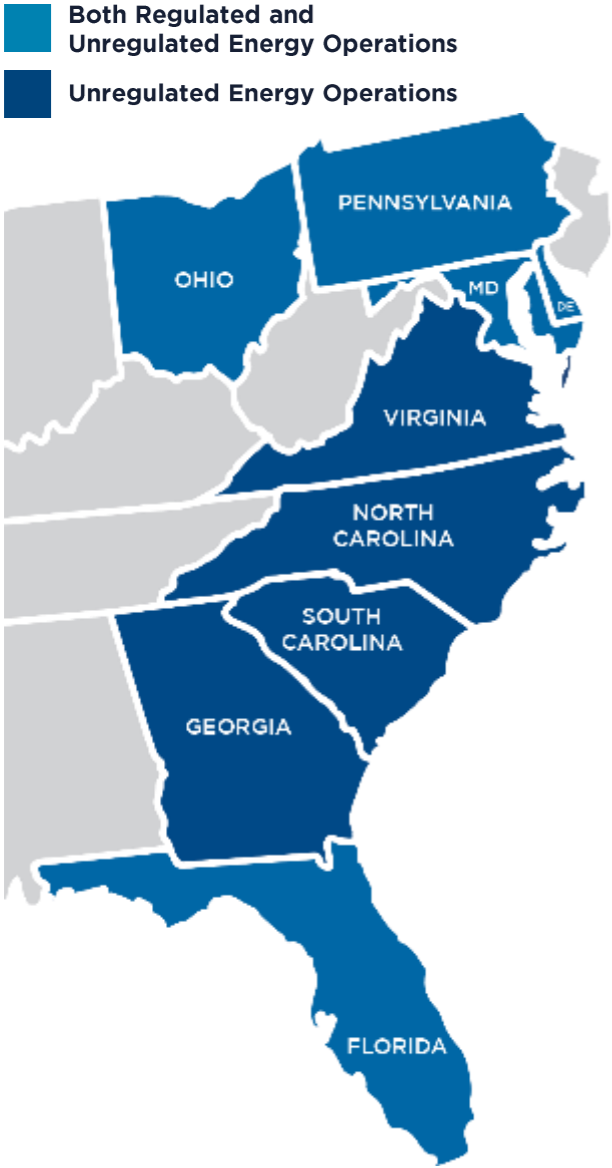 Both Regulated and
Unregulated Energy Operations
Unregulated Energy Operations
PENNSYLVANIA
OHIO
MD
DE
VIRGINIA
NORTH
CAROLINA
SOUTH
CAROLINA
GEORGIA
FLORIDA